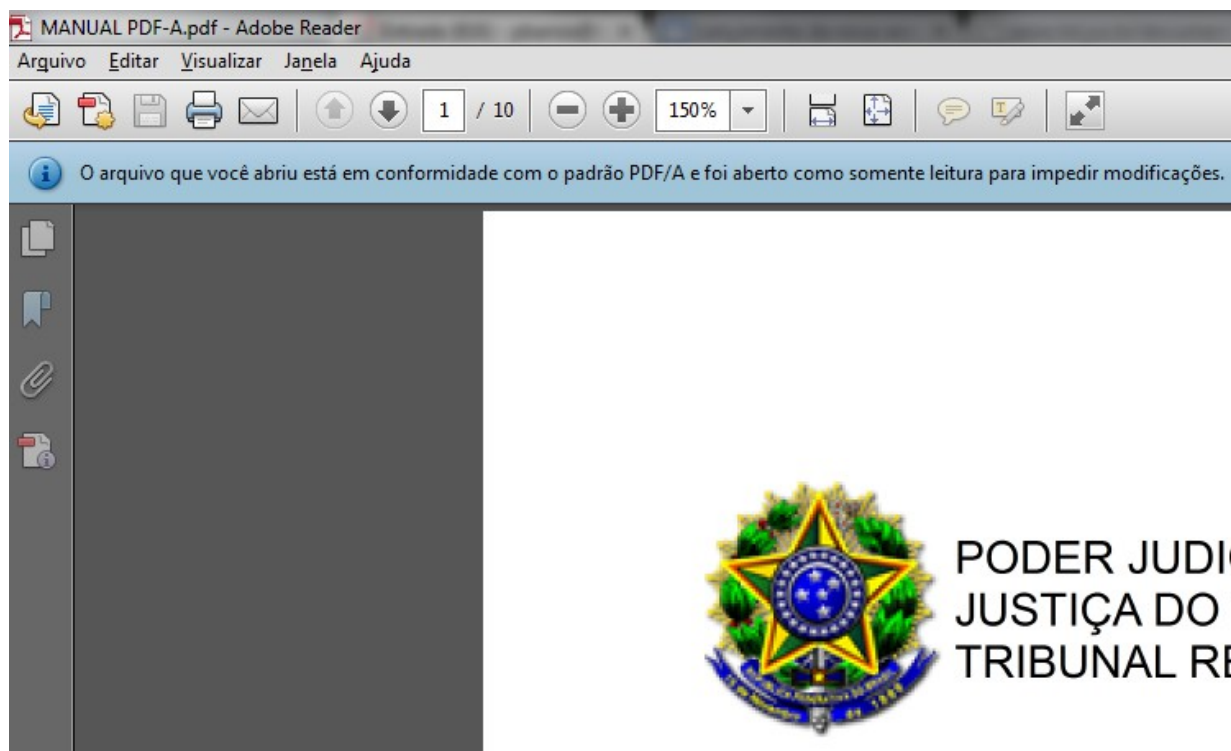 MANUAL PDF-A.pdf - Adobe Reader
Arquivo Editar Visualizar Janela Ajuda
1 / 10 150%
O arquivo que você abriu está em conformidade com o padrão PDF/A e foi aberto como somente leitura para impedir modificações.
PODER JUDI
JUSTIÇA DO
TRIBUNAL RE